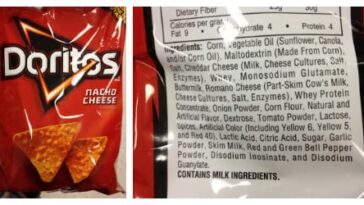 Doritos
NACHO
CHEESE
Dietary Fiber 25g 30g
Calories per gram:
Fat 9 • Carbohydrate 4 • Protein 4
Ingredients: Corn, Vegetable Oil (Sunflower, Canola,
and/or Corn Oil), Maltodextrin (Made From Corn),
Salt, Cheddar Cheese (Milk, Cheese Cultures, Salt,
Enzymes), Whey, Monosodium Glutamate,
Buttermilk, Romano Cheese (Part-Skim Cow's Milk,
Cheese Cultures, Salt, Enzymes), Whey Protein
Concentrate, Onion Powder, Corn Flour, Natural and
Artificial Flavor, Dextrose, Tomato Powder, Lactose,
Spices, Artificial Color (Including Yellow 6, Yellow 5,
and Red 40), Lactic Acid, Citric Acid, Sugar, Garlic
Powder, Skim Milk, Red and Green Bell Pepper
Powder, Disodium Inosinate, and Disodium
Guanylate.
CONTAINS MILK INGREDIENTS.